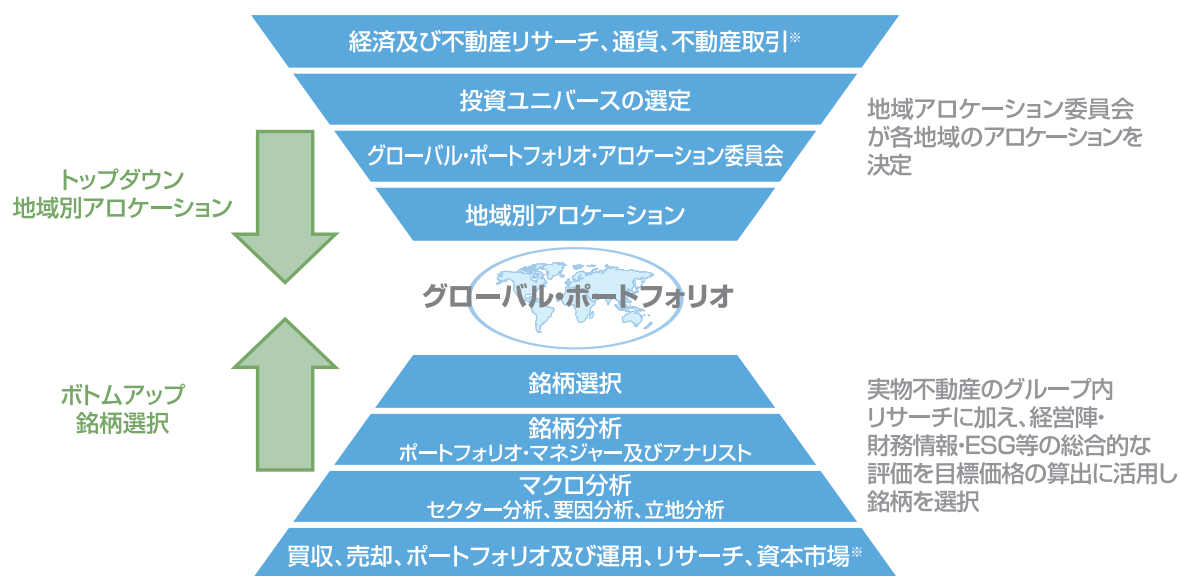 経済及び不動産リサーチ、通貨、不動産取引※
投資ユニバースの選定
グローバル・ポートフォリオ・アロケーション委員会
地域別アロケーション
地域アロケーション委員会
が各地域のアロケーションを
決定
トップダウン
地域別アロケーション
グローバル・ポートフォリオ
ボトムアップ
銘柄選択
銘柄選択
銘柄分析
ポートフォリオ・マネジャー及びアナリスト
マクロ分析
セクター分析、要因分析、立地分析
買収、売却、ポートフォリオ及び運用、リサーチ、資本市場※
実物不動産のグループ内
リサーチに加え、経営陣・
財務情報・ESG等の総合的な
評価を目標価格の算出に活用し
銘柄を選択